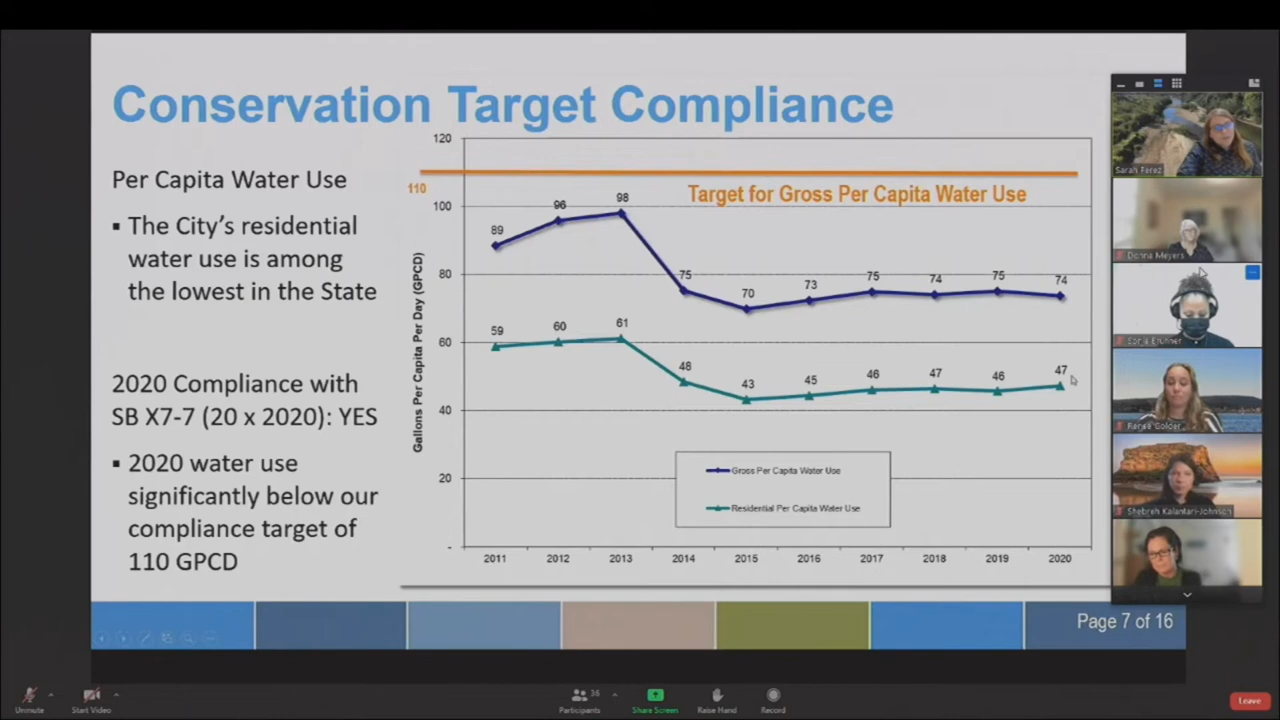 Conservation Target Compliance
Per Capita Water Use
▪ The City's residential
water use is among
the lowest in the State
2020 Compliance with
SB X7-7 (20 x 2020): YES
▪ 2020 water use
significantly below our
compliance target of
110 GPCD
Gallons Per Capita Per Day (GPCD)
120
110
100
80
60
40
20
-
Target for Gross Per Capita Water Use
89 96 98 75 70 73 75 74 75 74
59 60 61 48 43 45 46 47 46 47
Gross Per Capita Water Use
Residential Per Capita Water Use
2011 2012 2013 2014 2015 2016 2017 2018 2019 2020
Page 7 of 16
Sarah Perez
Donna Meyers
Sonja Brunner
Renee Golder
Shebreh Kalantari-Johnson
Unmute
Start Video
36
Participants
Share Screen
Raise Hand
Record
Leave